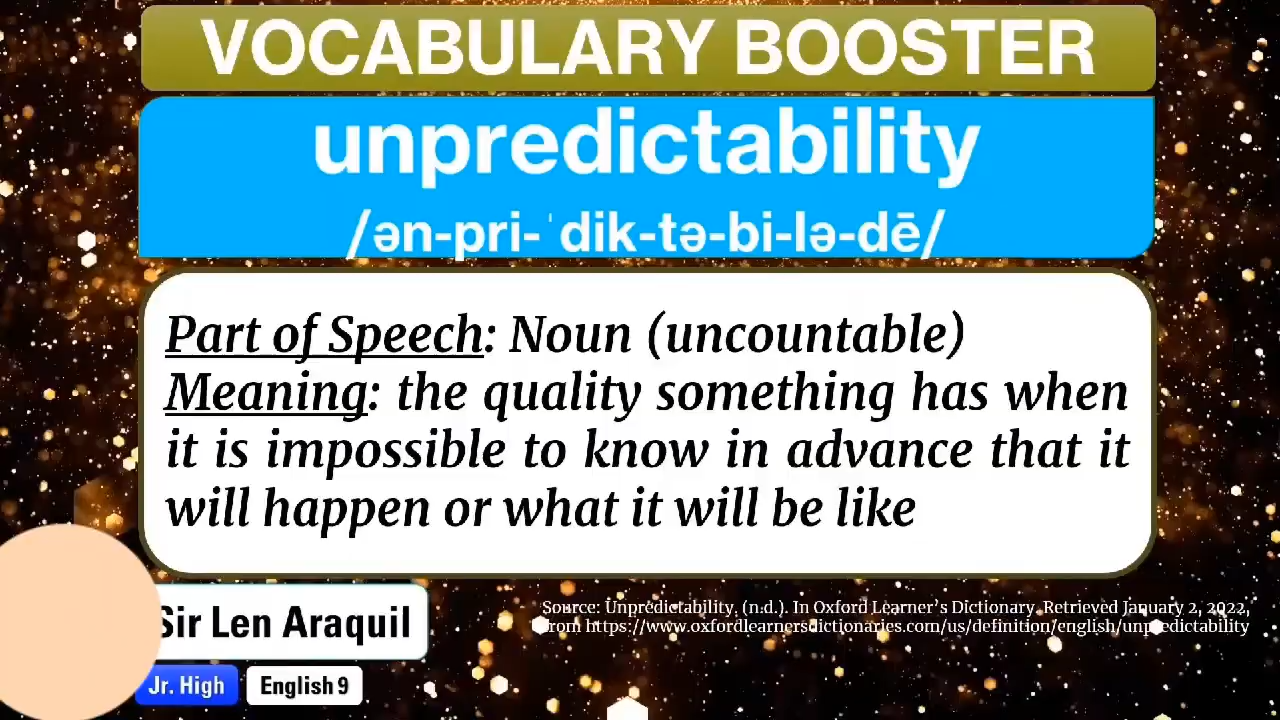 VOCABULARY BOOSTER
unpredictability
/ən-pri-ˈdik-tə-bi-lə-dē/
Part of Speech: Noun (uncountable)
Meaning: the quality something has when
it is impossible to know in advance that it
will happen or what it will be like
Sir Len Araquil
Source: Unpredictability. (n.d.). In Oxford Learner's Dictionary. Retrieved January 2, 2022,
from https://www.oxfordlearnersdictionaries.com/us/definition/english/unpredictability
Jr. High
English 9